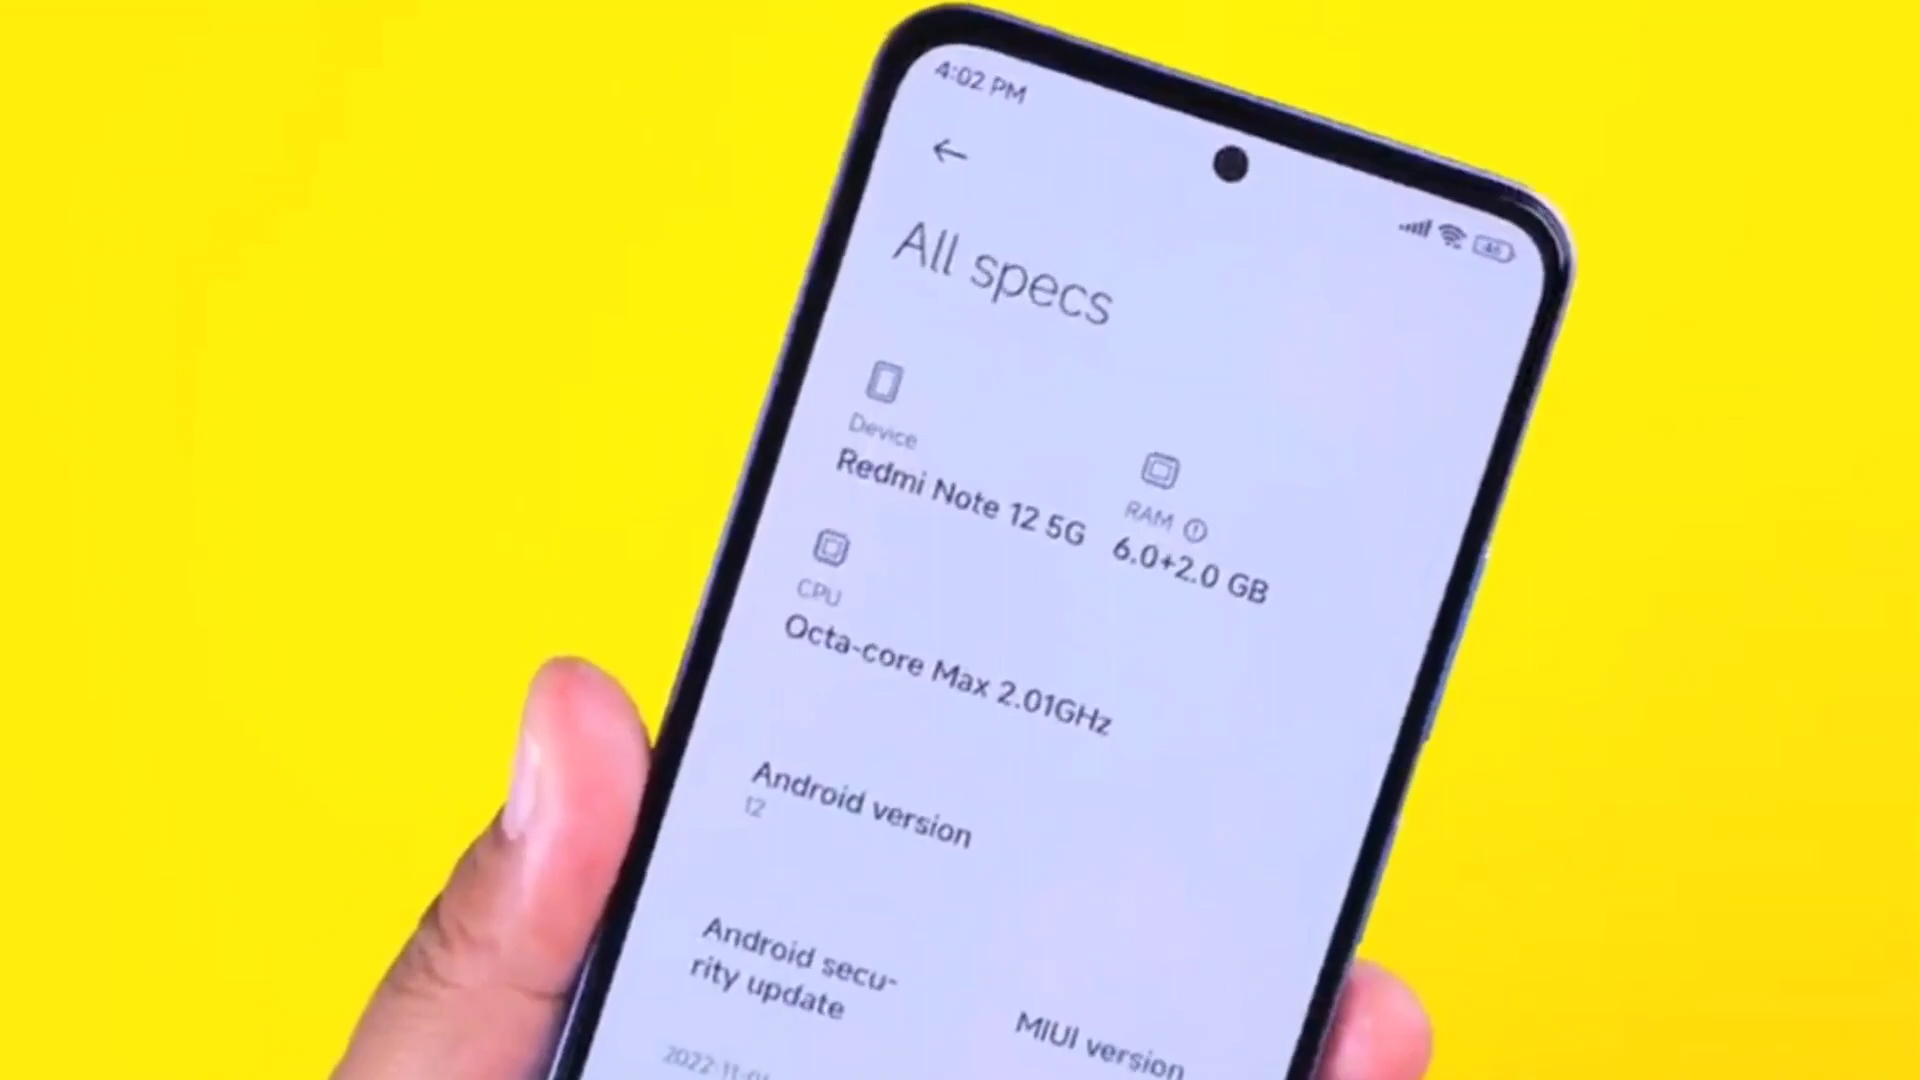 4:02 PM
All specs
Device
Redmi Note 12 5G
RAM
6.0+2.0 GB
CPU
Octa-core Max 2.01GHz
Android version
12
Android secu-
rity update
MIUI version